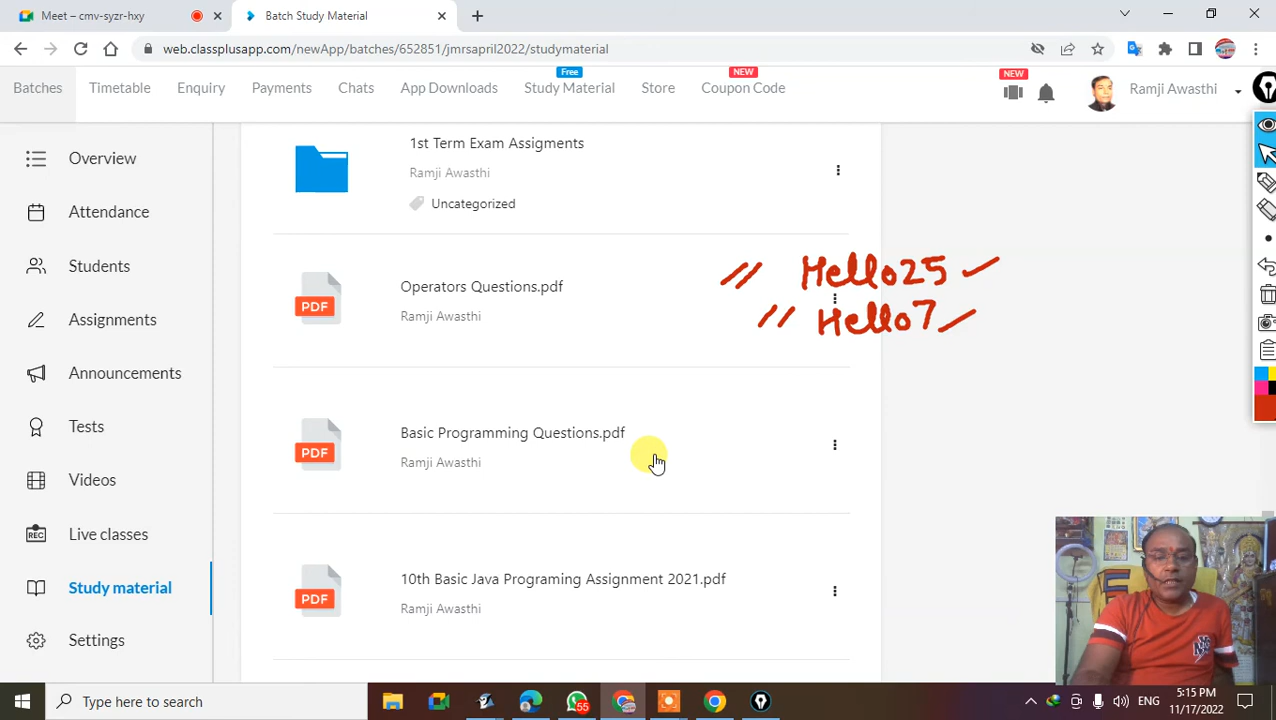 Meet – cmv-syzr-hxy
Batch Study Material
web.classplusapp.com/newApp/batches/652851/jmrsapril2022/studymaterial
Batches
Timetable
Enquiry
Payments
Chats
App Downloads
Free
Study Material
Store
NEW
Coupon Code
NEW
Ramji Awasthi
Overview
Attendance
Students
Assignments
Announcements
Tests
Videos
REC
Live classes
Study material
Settings
1st Term Exam Assigments
Ramji Awasthi
Uncategorized
PDF
Operators Questions.pdf
Ramji Awasthi
// Hello25
// Hello7
PDF
Basic Programming Questions.pdf
Ramji Awasthi
PDF
10th Basic Java Programing Assignment 2021.pdf
Ramji Awasthi
Type here to search
55
ENG
5:15 PM
11/17/2022